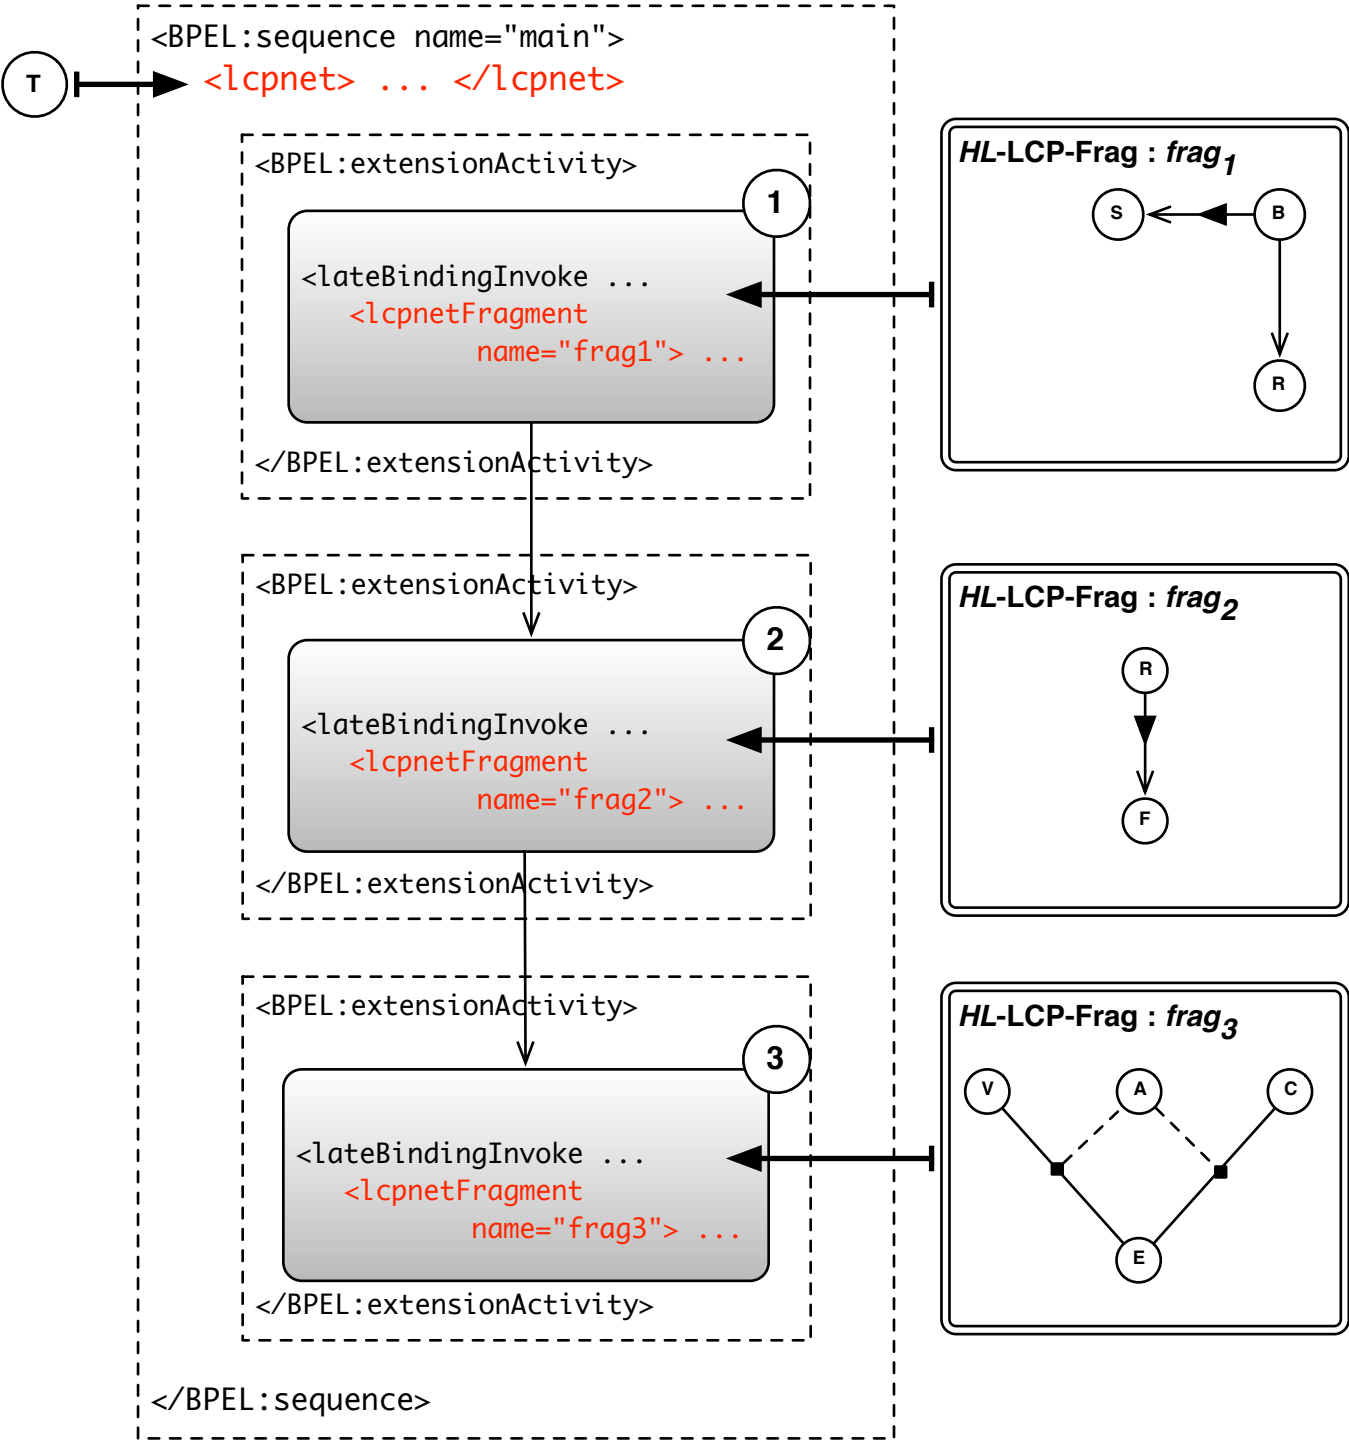 <BPEL:sequence name="main">
T
<lcpnet> ... </lcpnet>
<BPEL:extensionActivity>
1
<lateBindingInvoke ...
<lcpnetFragment
name="frag1"> ...
</BPEL:extensionActivity>
HL-LCP-Frag : frag1
S
B
R
<BPEL:extensionActivity>
2
<lateBindingInvoke ...
<lcpnetFragment
name="frag2"> ...
</BPEL:extensionActivity>
HL-LCP-Frag : frag2
R
F
<BPEL:extensionActivity>
3
<lateBindingInvoke ...
<lcpnetFragment
name="frag3"> ...
</BPEL:extensionActivity>
HL-LCP-Frag : frag3
V
A
C
E
</BPEL:sequence>